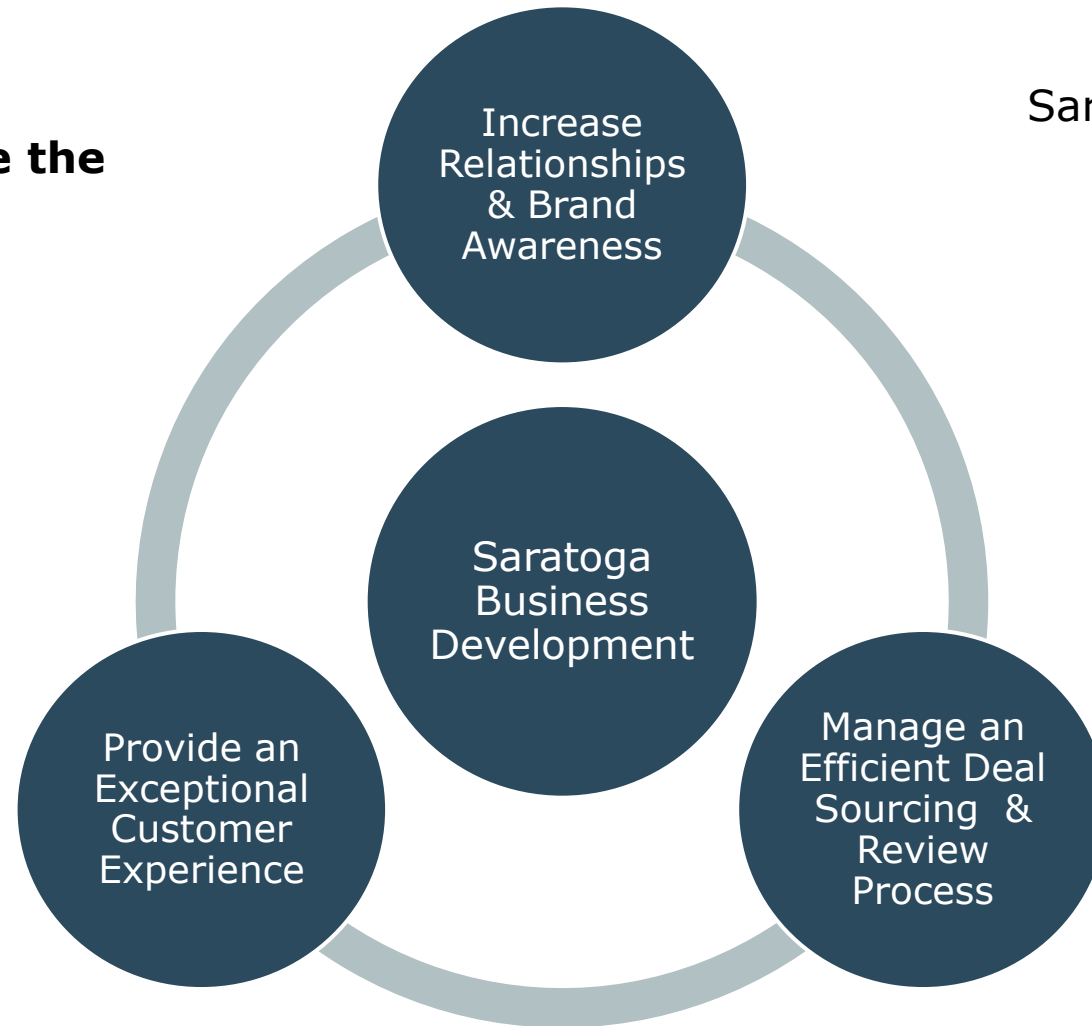 e the
Increase
Relationships
& Brand
Awareness
Saratoga
Business
Development
Provide an
Exceptional
Customer
Experience
Manage an
Efficient Deal
Sourcing &
Review
Process